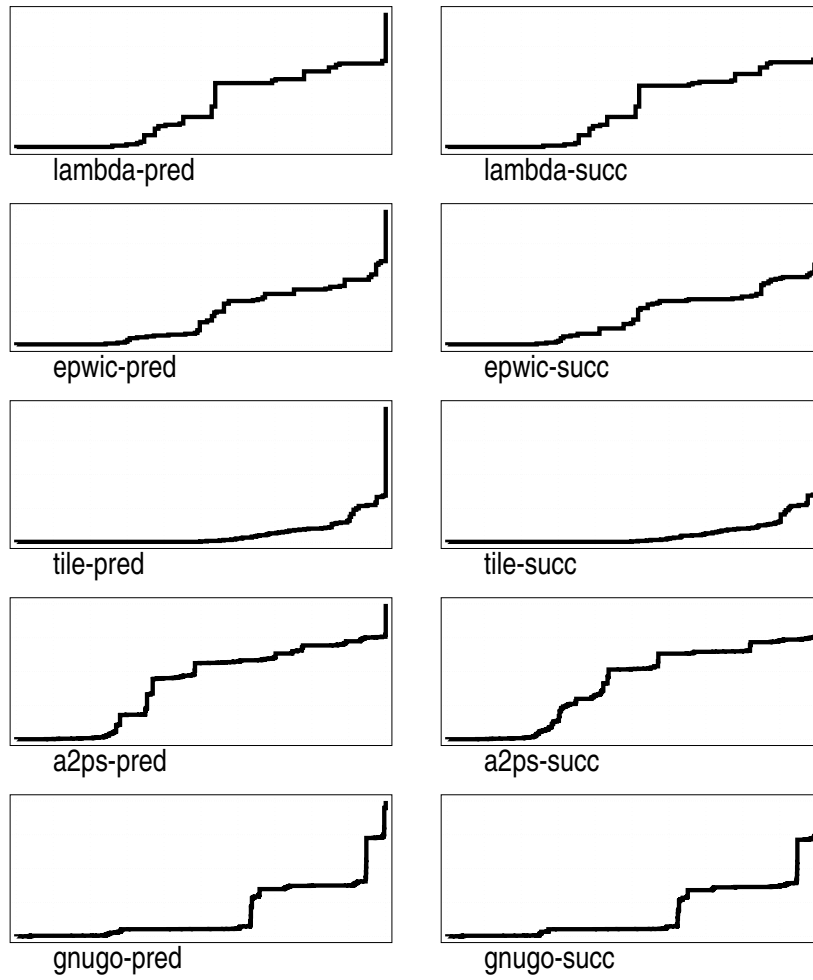 lambda-pred
lambda-succ
epwic-pred
epwic-succ
tile-pred
tile-succ
a2ps-pred
a2ps-succ
gnugo-pred
gnugo-succ